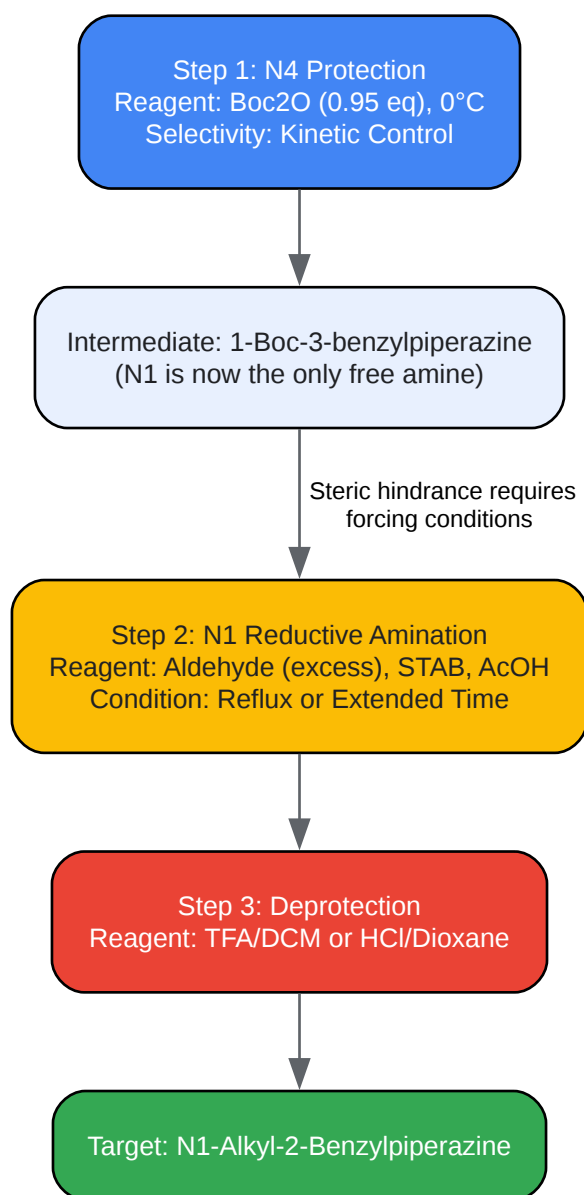 Step 1: N4 Protection
Reagent: Boc2O (0.95 eq), 0°C
Selectivity: Kinetic Control
Intermediate: 1-Boc-3-benzylpiperazine
(N1 is now the only free amine)
Steric hindrance requires
forcing conditions
Step 2: N1 Reductive Amination
Reagent: Aldehyde (excess), STAB, AcOH
Condition: Reflux or Extended Time
Step 3: Deprotection
Reagent: TFA/DCM or HCl/Dioxane
Target: N1-Alkyl-2-Benzylpiperazine